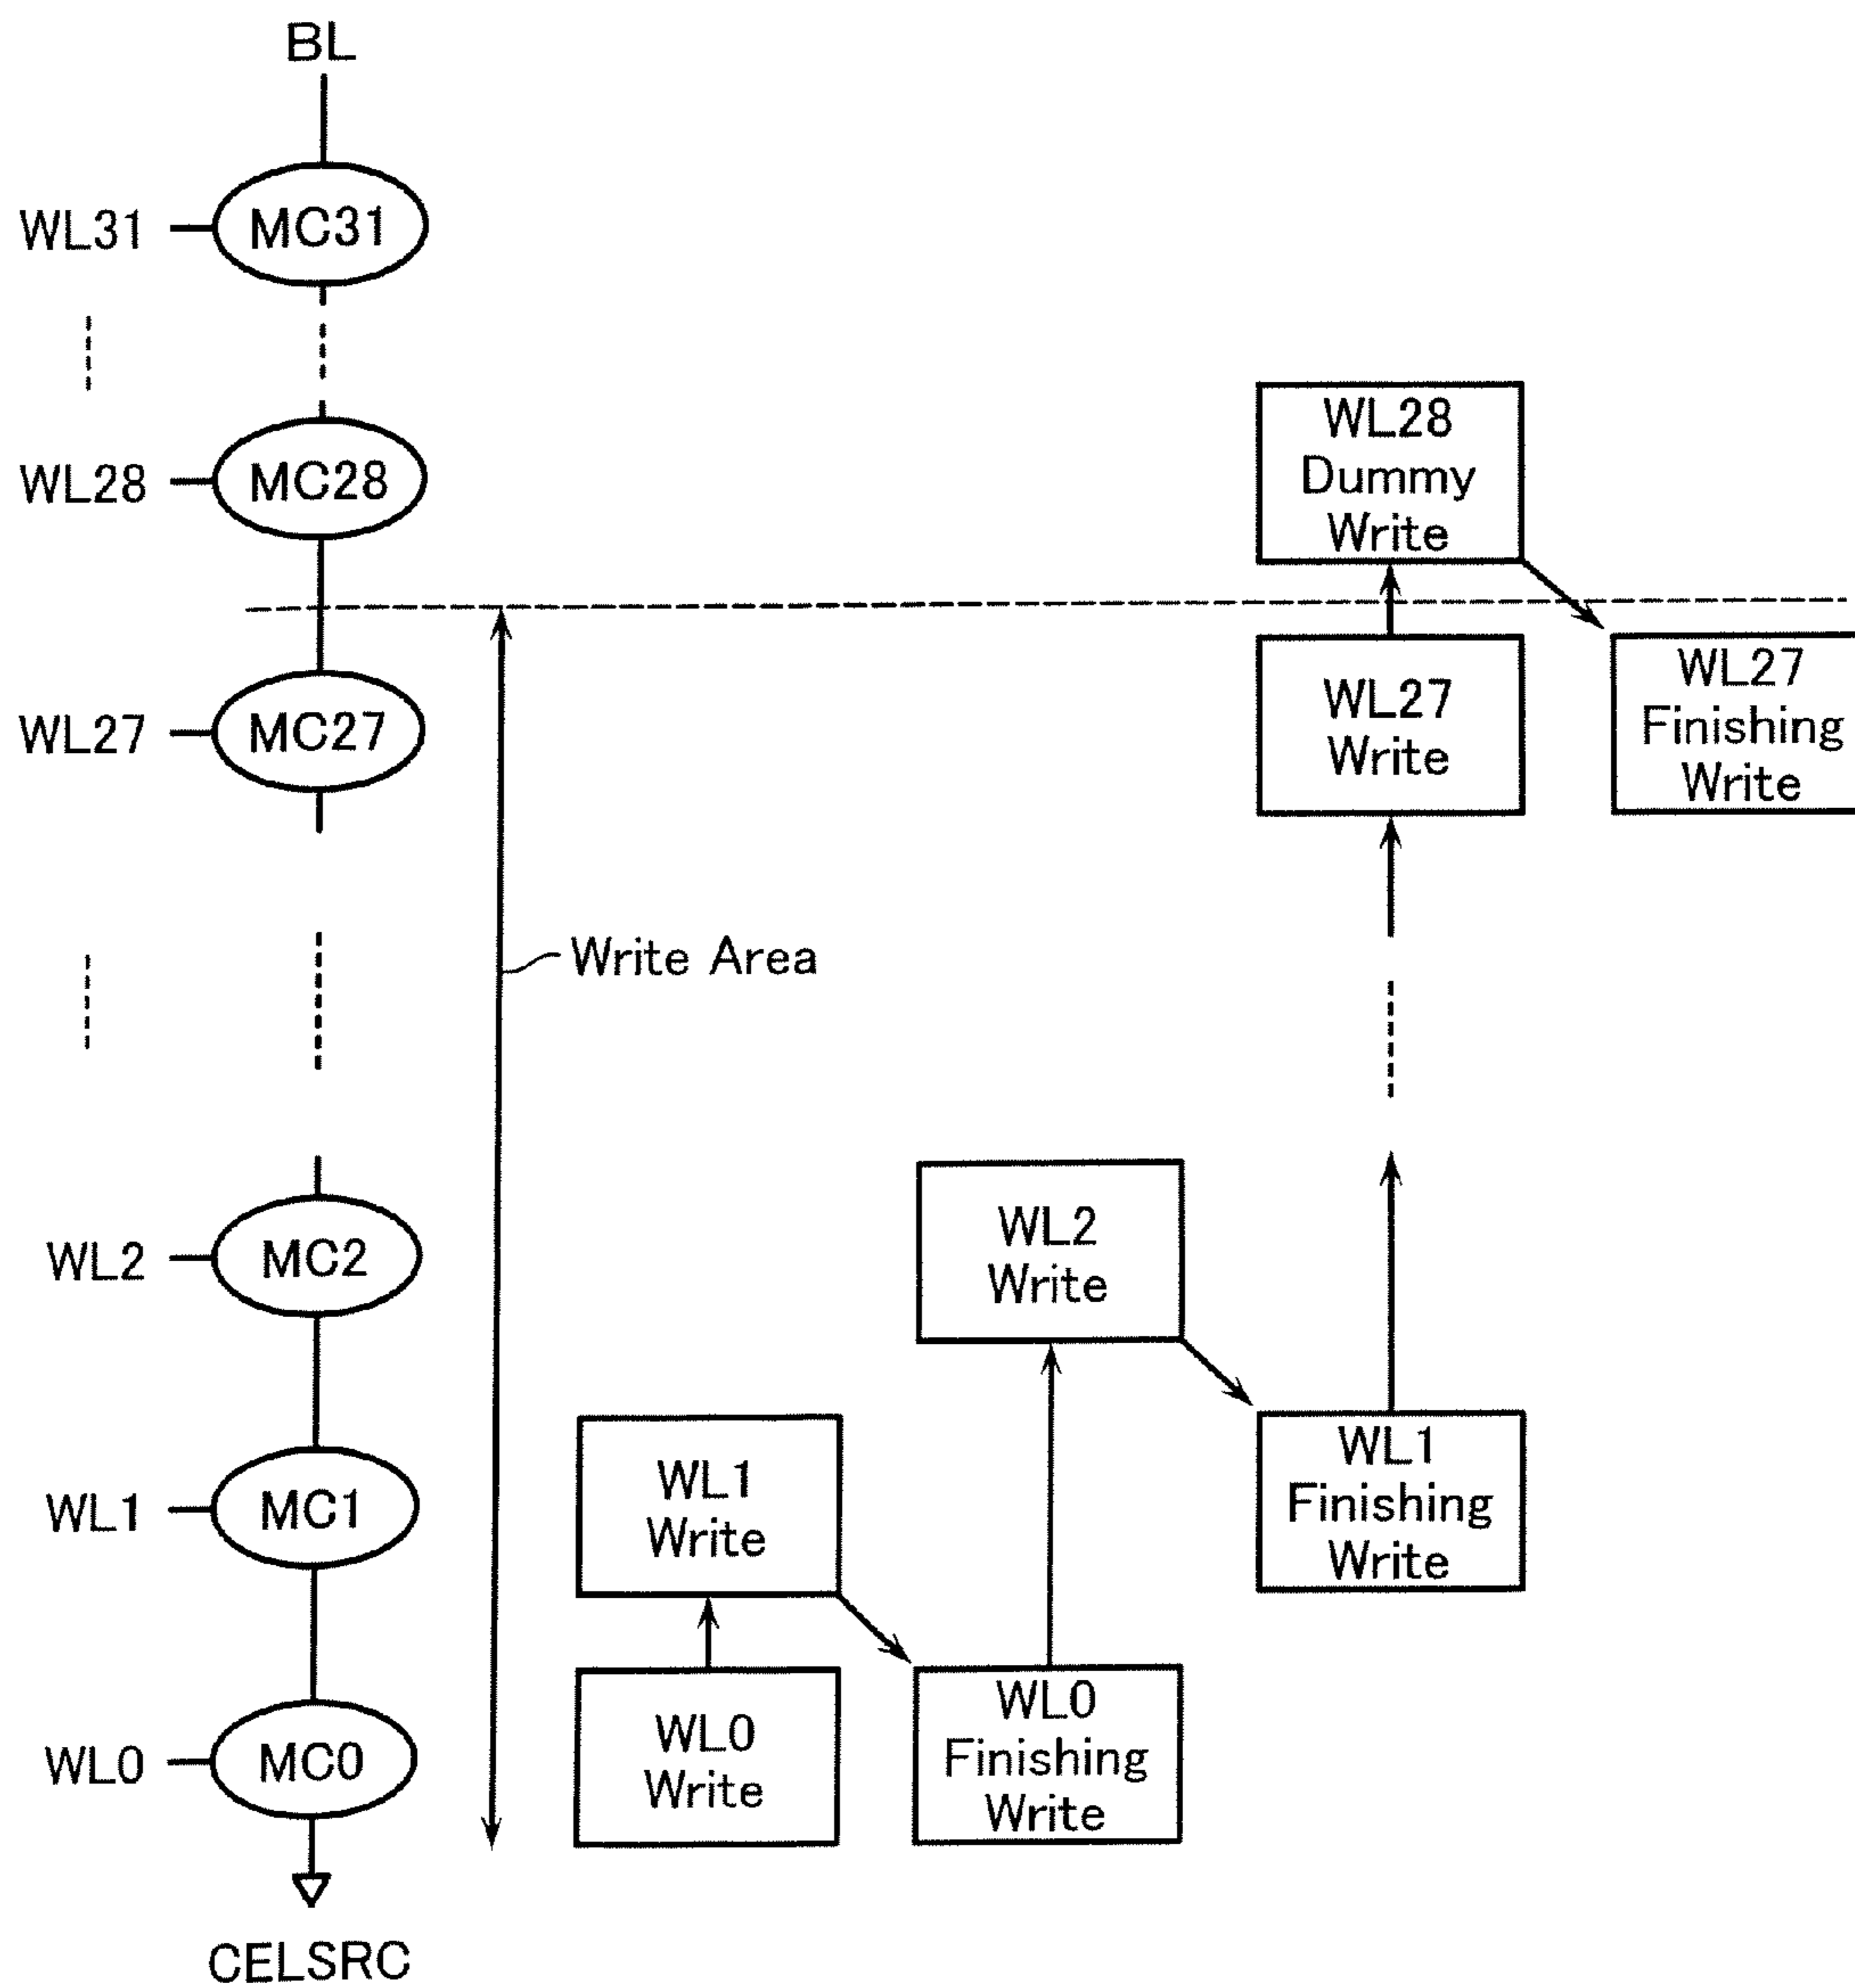 BL
WL31
MC31
WL28
MC28
WL28
Dummy
Write
WL27
MC27
WL27
Write
WL27
Finishing
Write
Write Area
WL2
MC2
WL2
Write
WL1
MC1
WL1
Write
WL1
Finishing
Write
WL0
MC0
WL0
Write
WL0
Finishing
Write
CELSRC